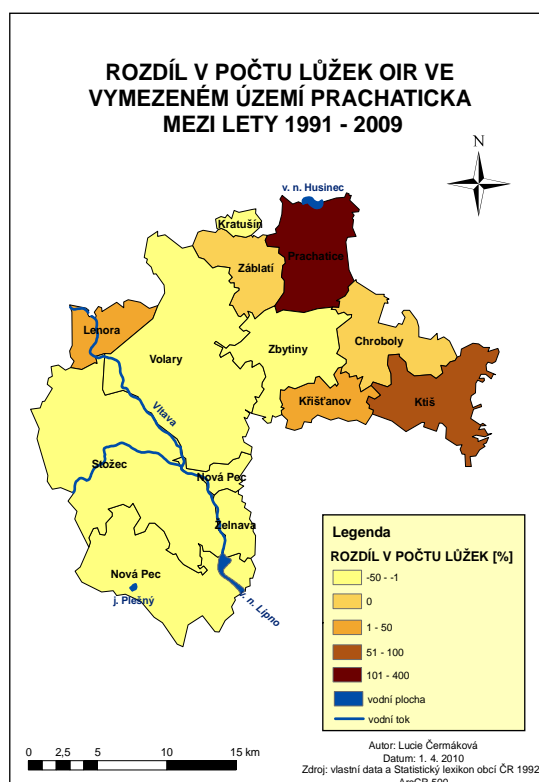 ROZDÍL V POČTU LŮŽEK OIR VE
VYMEZENÉM ÚZEMÍ PRACHATICKA
MEZI LETY 1991 - 2009
N
v. n. Husinec
Kratušín
Prachatice
Záblatí
Lenora
Chroboly
Zbytiny
Volary
Křišťanov
Ktiš
Vltava
Stožec
Nová Pec
Želnava
Nová Pec
j. Plešný
v. n. Lipno
Legenda
ROZDÍL V POČTU LŮŽEK [%]
-50 - -1
0
1 - 50
51 - 100
101 - 400
vodní plocha
vodní tok
0 2,5 5 10 15 km
Autor: Lucie Čermáková
Datum: 1. 4. 2010
Zdroj: vlastní data a Statistický lexikon obcí ČR 1992
ArcČR 500